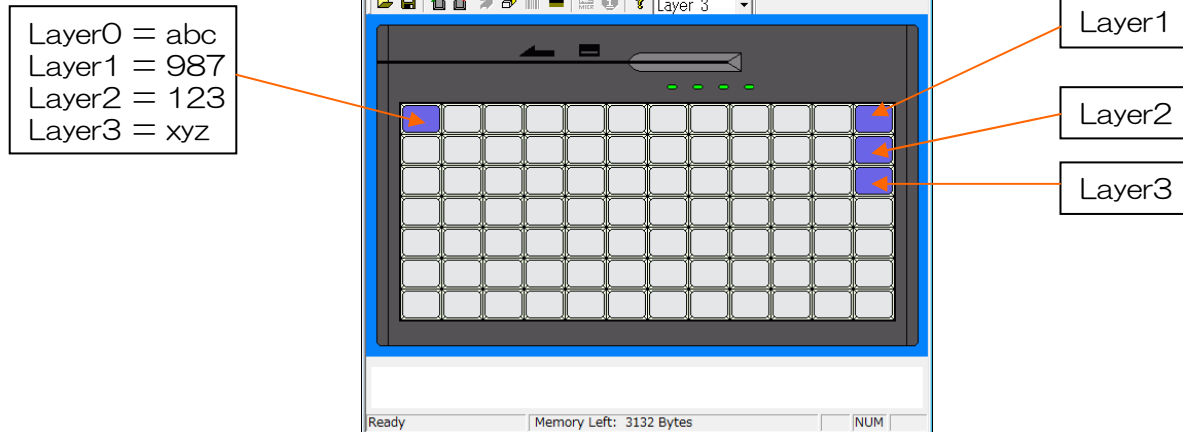 Layer 3
Layer0 = abc
Layer1 = 987
Layer2 = 123
Layer3 = xyz
Layer1
Layer2
Layer3
Ready
Memory Left: 3132 Bytes
NUM